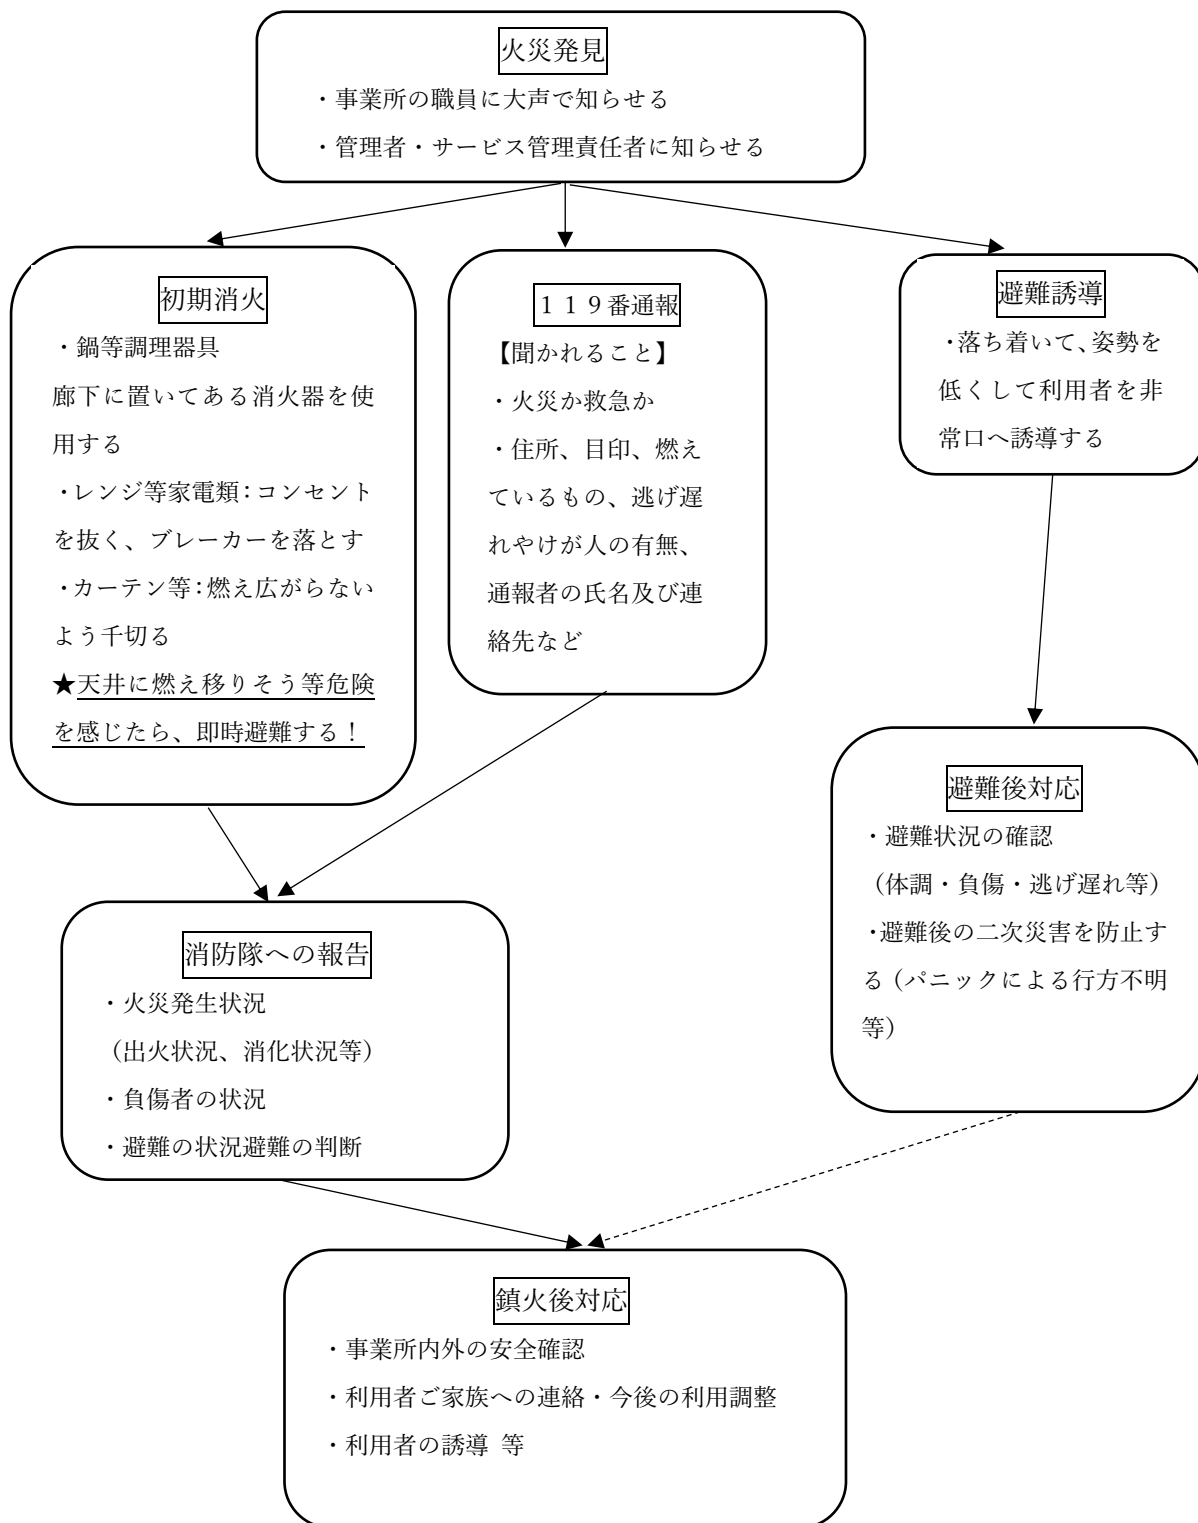 火災発見
・事業所の職員に大声で知らせる
・管理者・サービス管理責任者に知らせる
初期消火
・鍋等調理器具
廊下に置いてある消火器を使
用する
・レンジ等家電類：コンセント
を抜く、ブレーカーを落とす
・カーテン等：燃え広がらない
よう千切る
★天井に燃え移りそう等危険
を感じたら、即時避難する！
１１９番通報
【聞かれること】
・火災か救急か
・住所、目印、燃え
ているもの、逃げ遅
れやけが人の有無、
通報者の氏名及び連
絡先など
避難誘導
・落ち着いて、姿勢を
低くして利用者を非
常口へ誘導する
避難後対応
・避難状況の確認
（体調・負傷・逃げ遅れ等）
・避難後の二次災害を防止す
る（パニックによる行方不明
等）
消防隊への報告
・火災発生状況
（出火状況、消化状況等）
・負傷者の状況
・避難の状況避難の判断
鎮火後対応
・事業所内外の安全確認
・利用者ご家族への連絡・今後の利用調整
・利用者の誘導 等